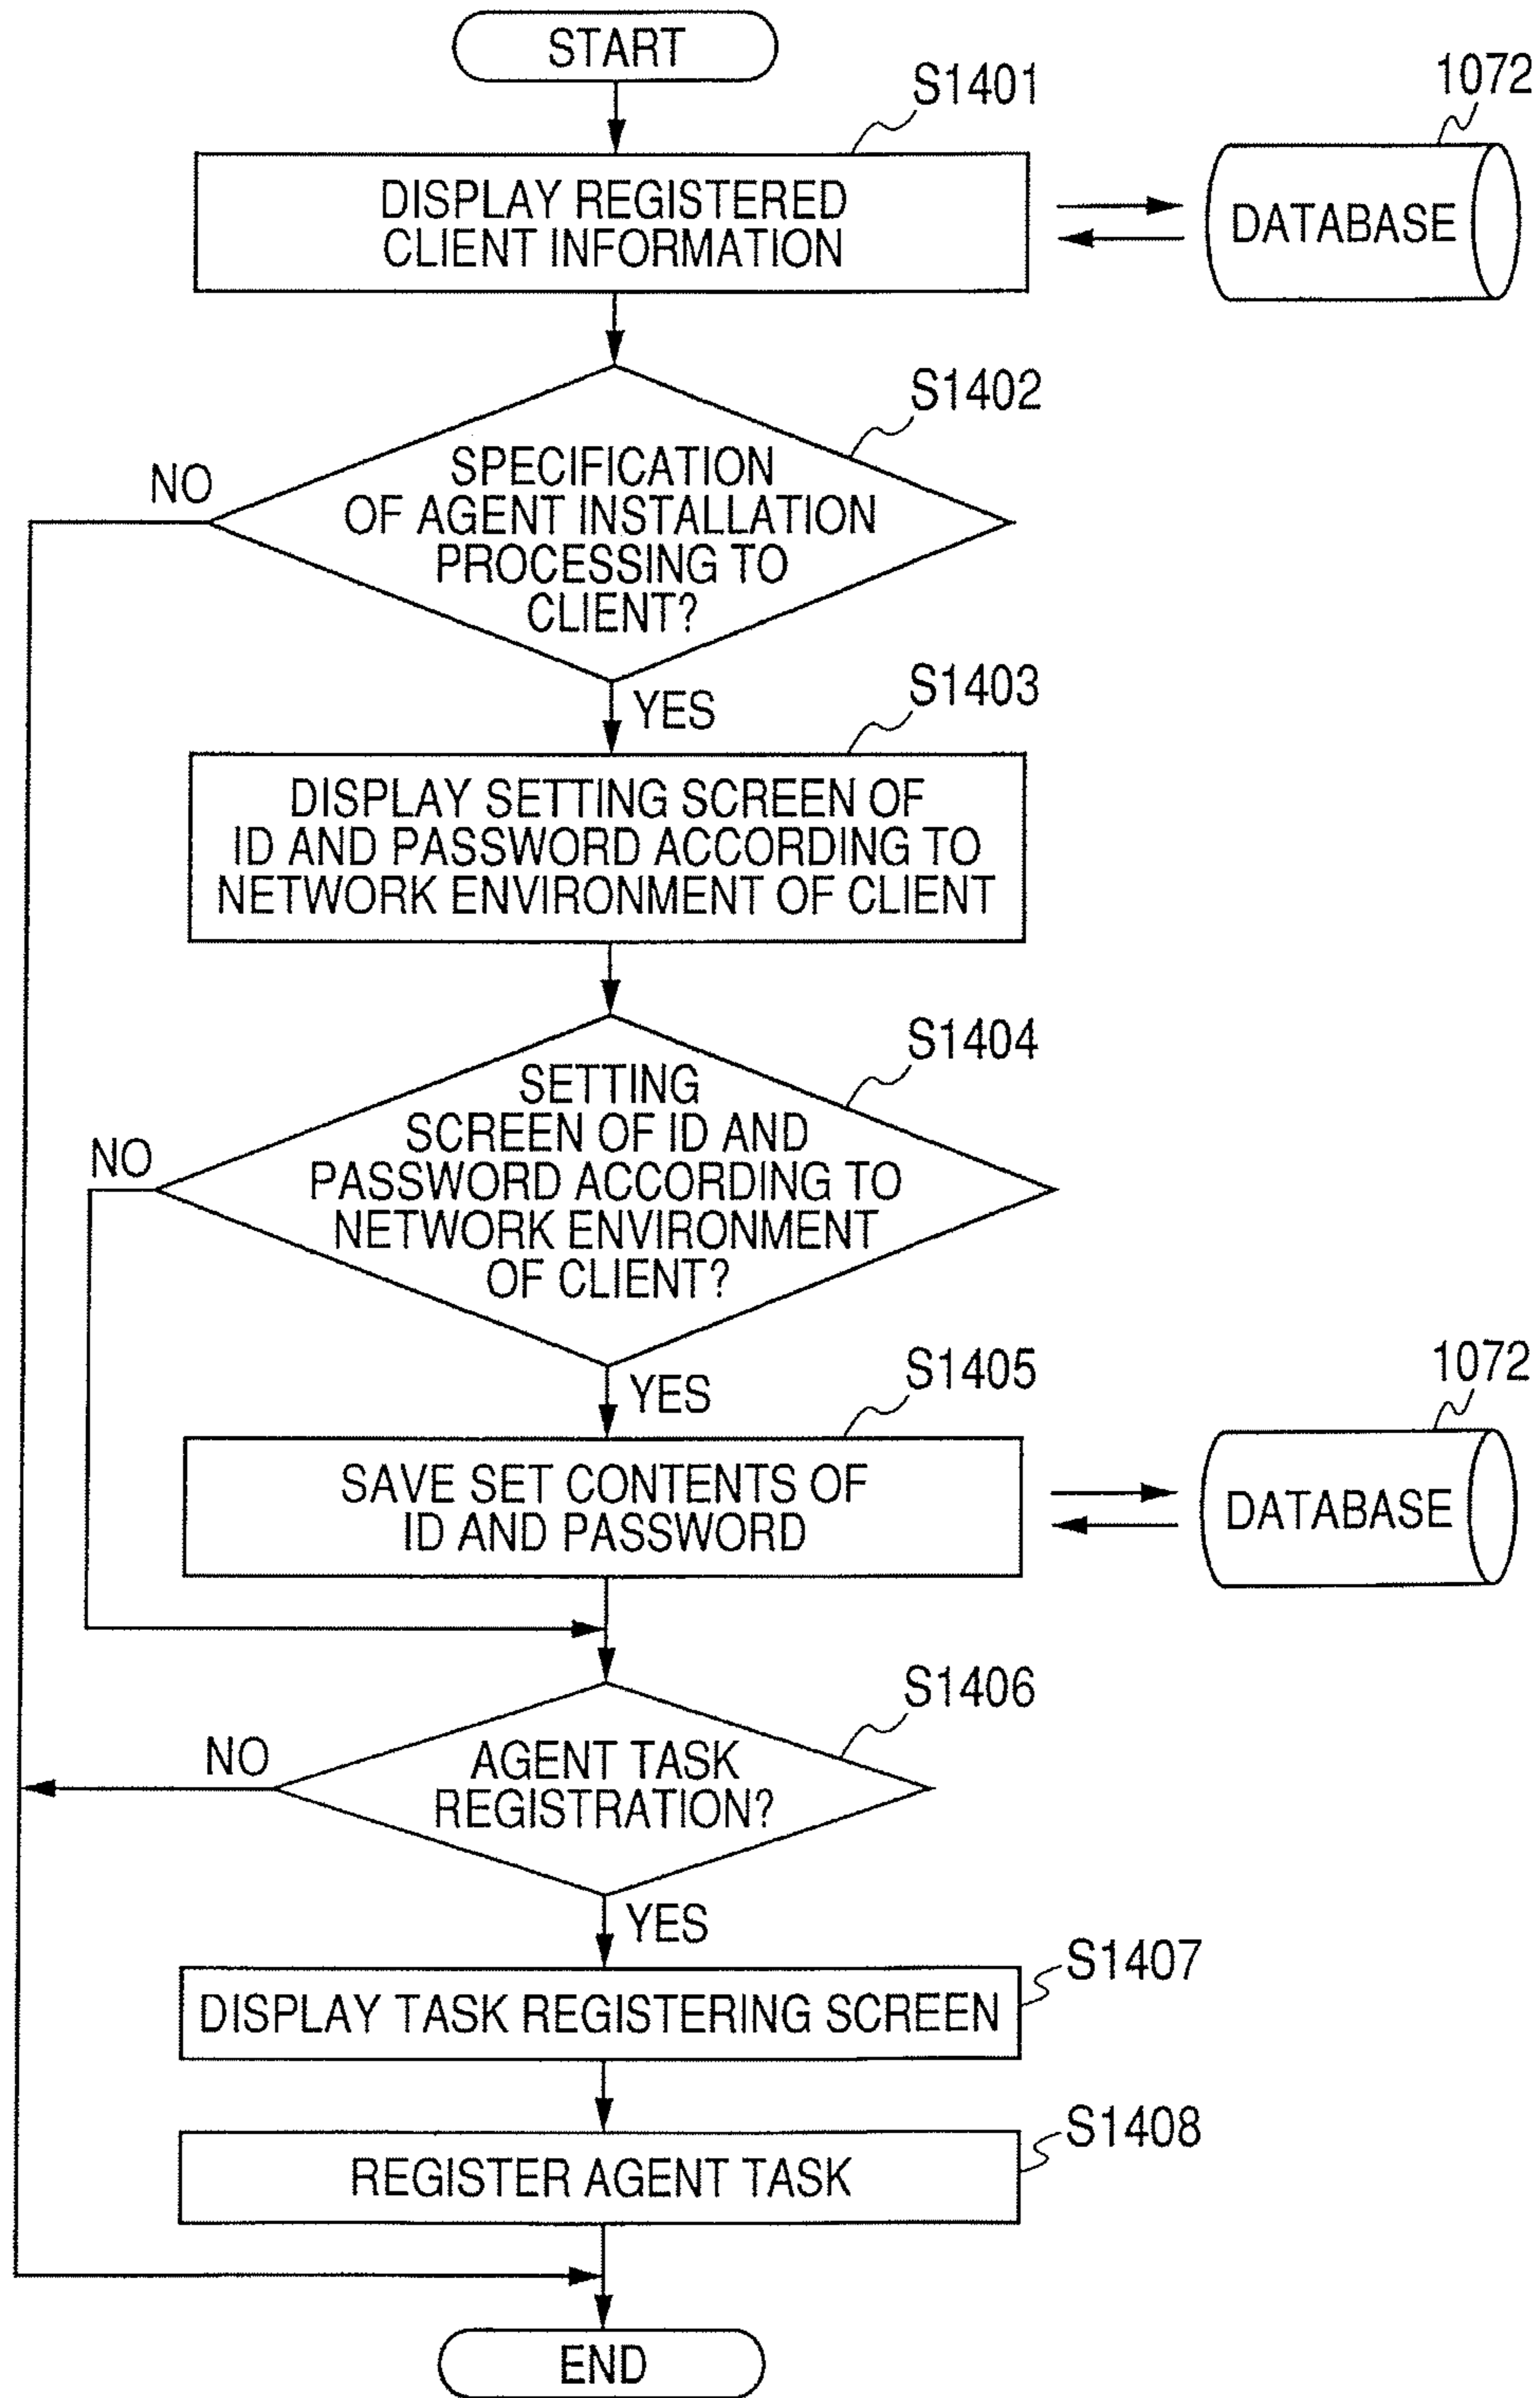 START
S1401
1072
DISPLAY REGISTERED
CLIENT INFORMATION
DATABASE
S1402
SPECIFICATION
OF AGENT INSTALLATION
PROCESSING TO
CLIENT?
NO
YES
S1403
DISPLAY SETTING SCREEN OF
ID AND PASSWORD ACCORDING TO
NETWORK ENVIRONMENT OF CLIENT
S1404
SETTING
SCREEN OF ID AND
PASSWORD ACCORDING TO
NETWORK ENVIRONMENT
OF CLIENT?
NO
YES
S1405
1072
SAVE SET CONTENTS OF
ID AND PASSWORD
DATABASE
S1406
AGENT TASK
REGISTRATION?
NO
YES
S1407
DISPLAY TASK REGISTERING SCREEN
S1408
REGISTER AGENT TASK
END